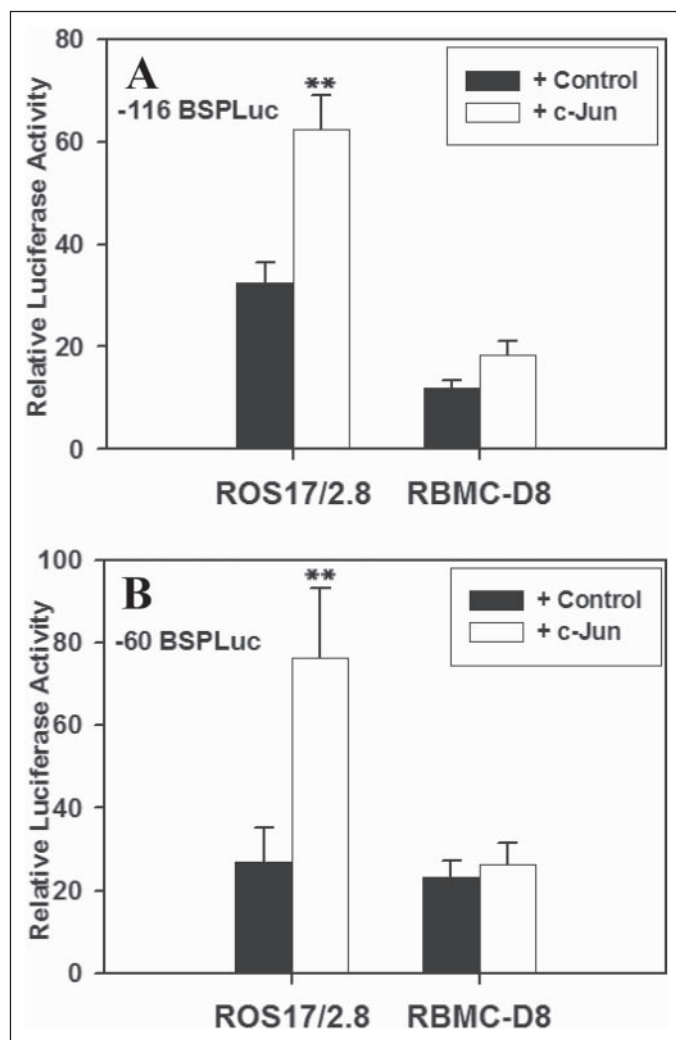 80
A
-116 BSPLuc
**
+ Control
+ c-Jun
60
40
20
0
Relative Luciferase Activity
ROS17/2.8 RBMC-D8
100
B
-60 BSPLuc
**
+ Control
+ c-Jun
80
60
40
20
0
Relative Luciferase Activity
ROS17/2.8 RBMC-D8